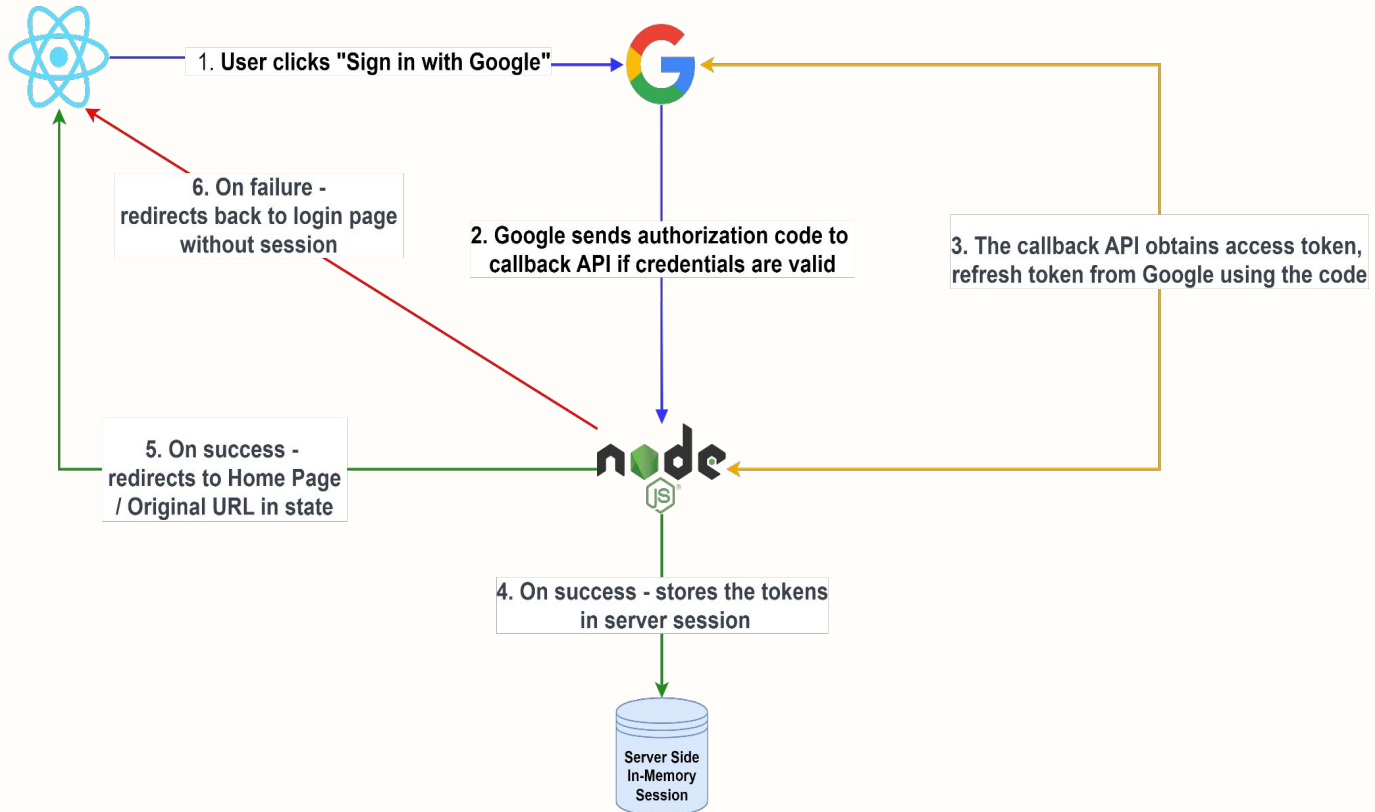 1. User clicks "Sign in with Google"
6. On failure -
redirects back to login page
without session
2. Google sends authorization code to
callback API if credentials are valid
3. The callback API obtains access token,
refresh token from Google using the code
5. On success -
redirects to Home Page
/ Original URL in state
node
JS®
4. On success - stores the tokens
in server session
Server Side
In-Memory
Session